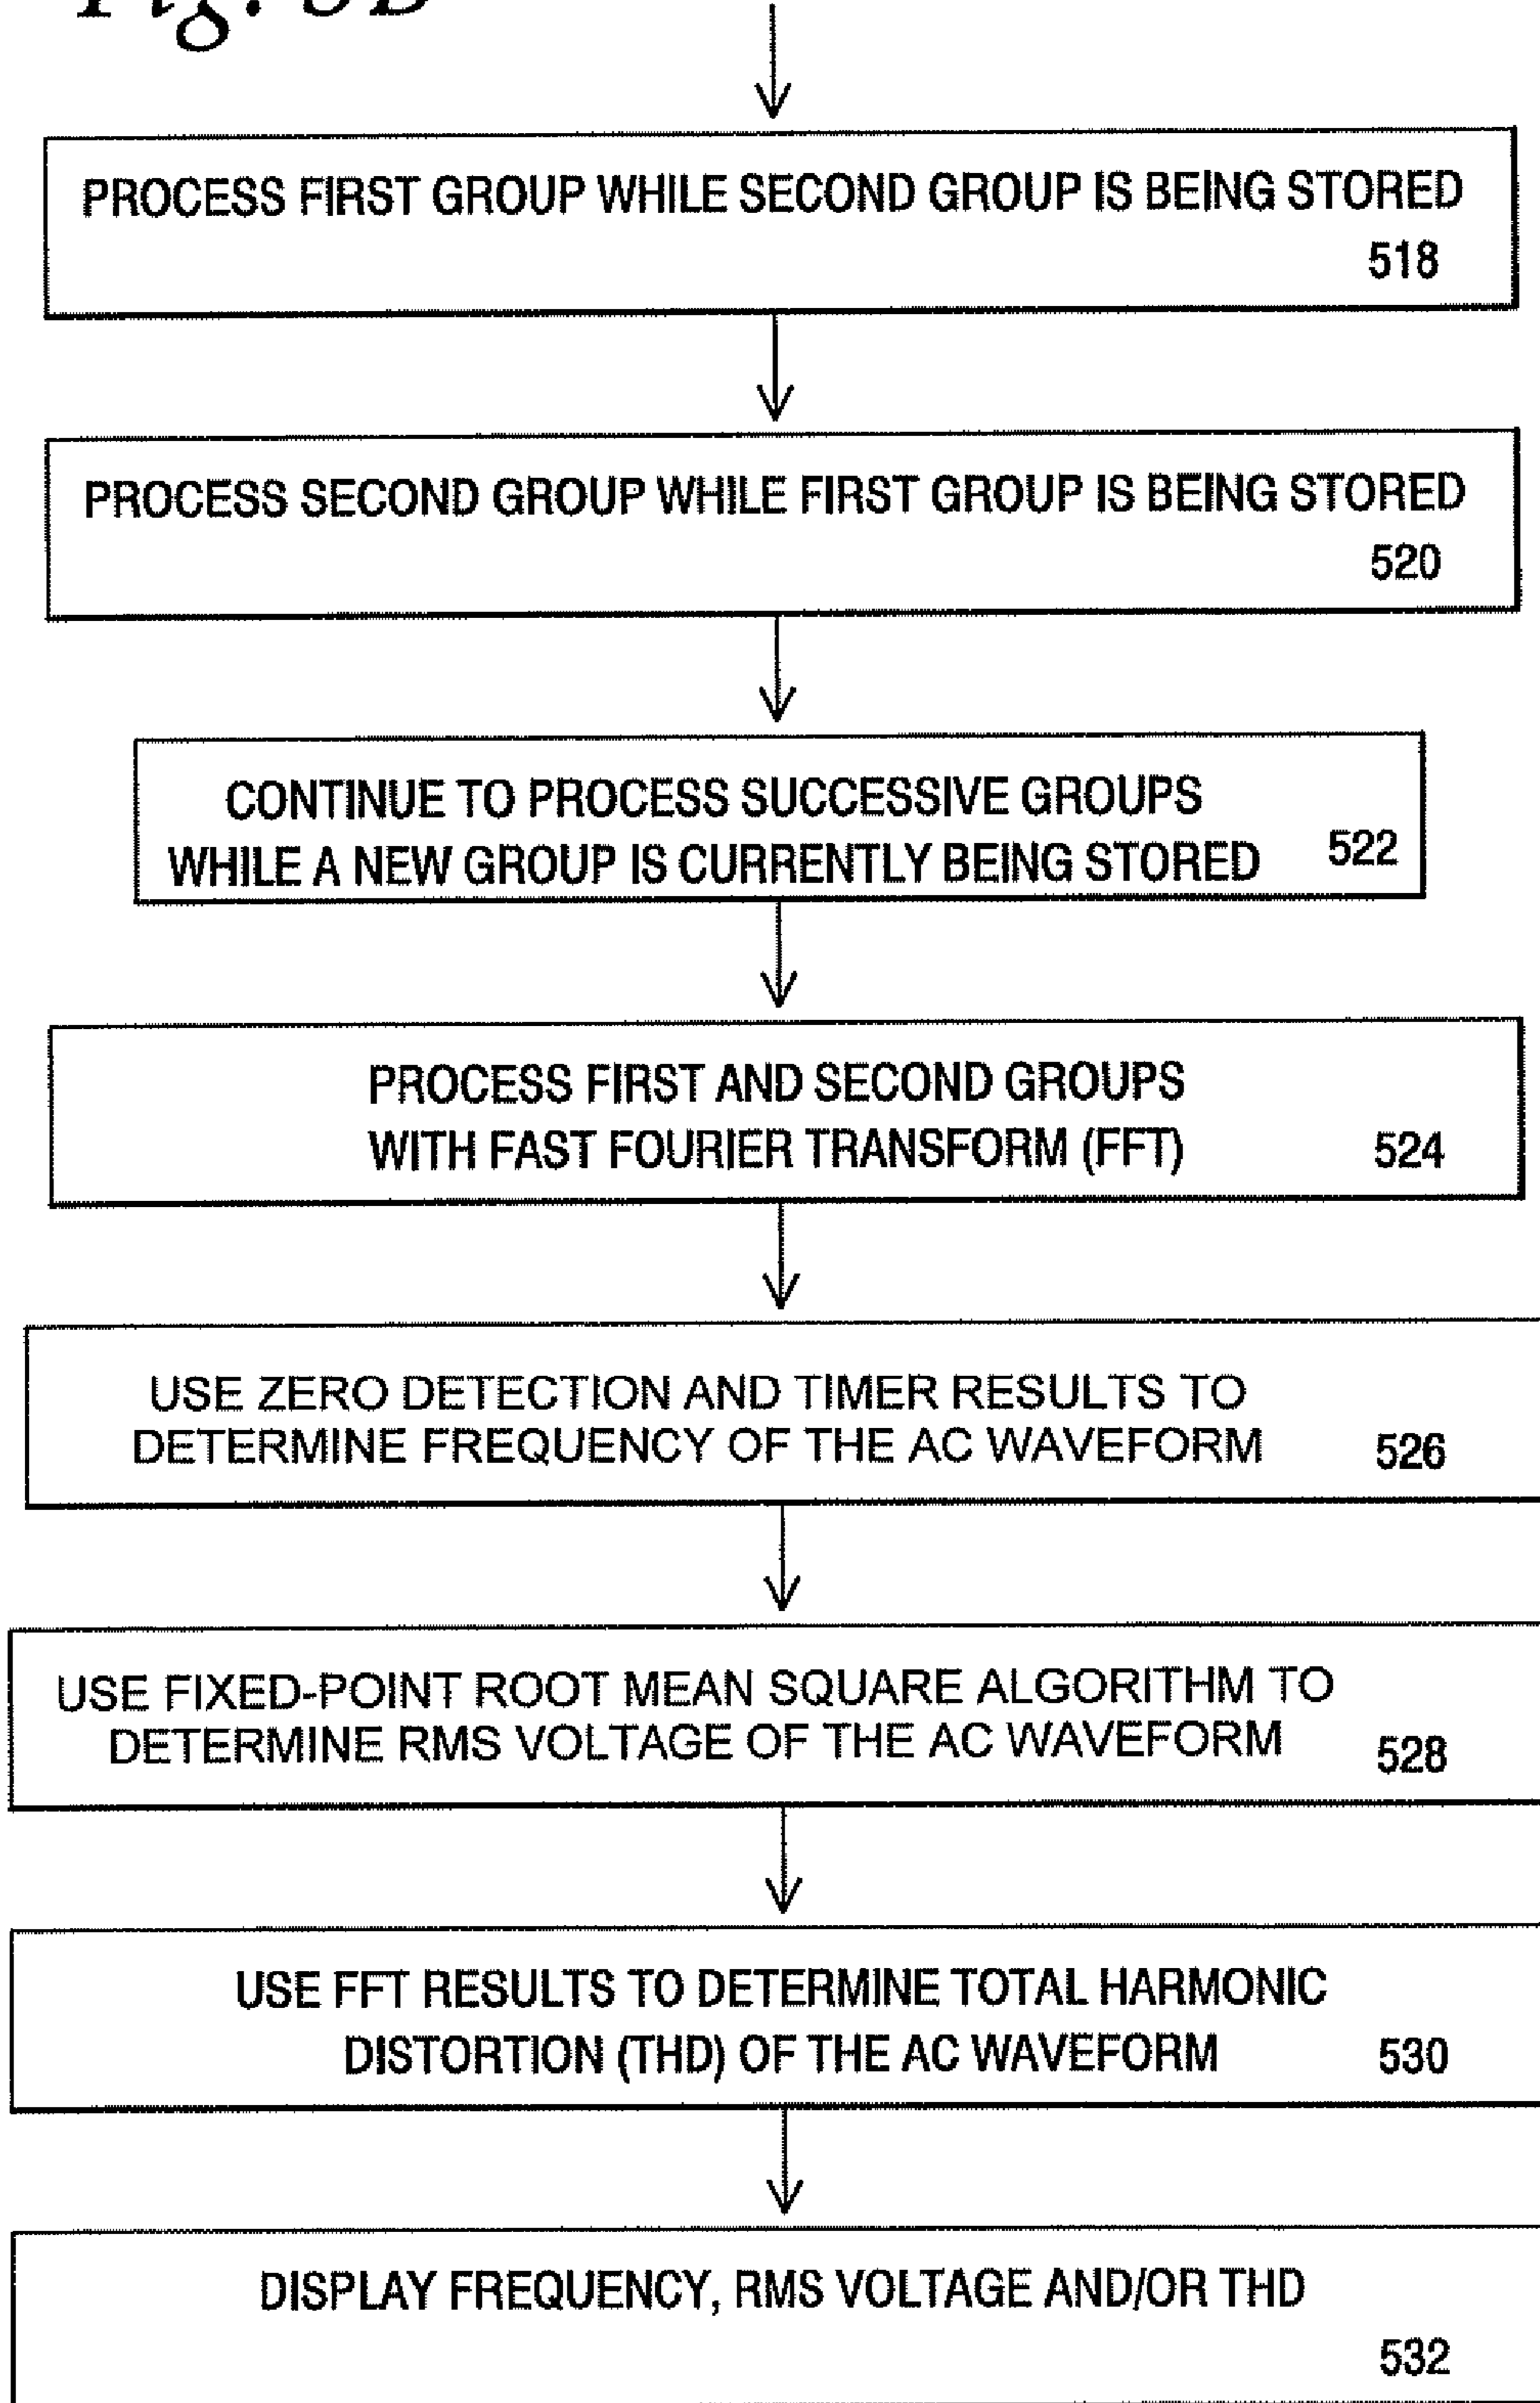 Fig. 5B
PROCESS FIRST GROUP WHILE SECOND GROUP IS BEING STORED
518
PROCESS SECOND GROUP WHILE FIRST GROUP IS BEING STORED
520
CONTINUE TO PROCESS SUCCESSIVE GROUPS
WHILE A NEW GROUP IS CURRENTLY BEING STORED 522
PROCESS FIRST AND SECOND GROUPS
WITH FAST FOURIER TRANSFORM (FFT) 524
USE ZERO DETECTION AND TIMER RESULTS TO
DETERMINE FREQUENCY OF THE AC WAVEFORM 526
USE FIXED-POINT ROOT MEAN SQUARE ALGORITHM TO
DETERMINE RMS VOLTAGE OF THE AC WAVEFORM 528
USE FFT RESULTS TO DETERMINE TOTAL HARMONIC
DISTORTION (THD) OF THE AC WAVEFORM 530
DISPLAY FREQUENCY, RMS VOLTAGE AND/OR THD
532